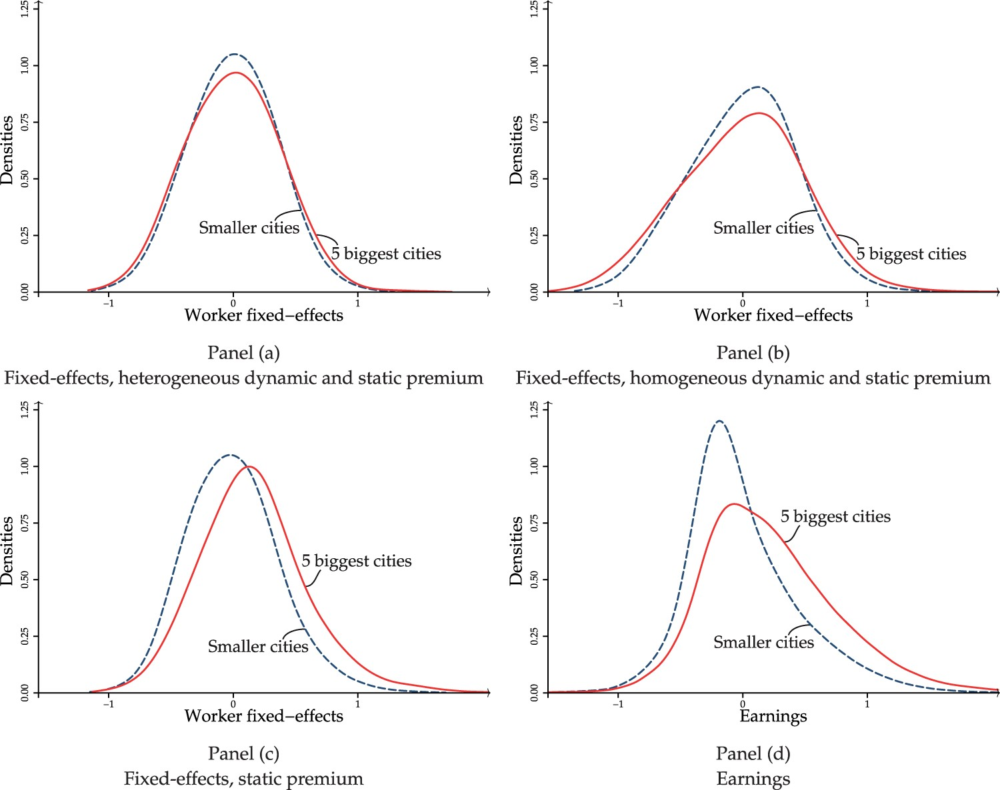 Densities
0.00
0.25
0.50
0.75
1.00
1.25
Smaller cities
5 biggest cities
−1
0
1
Worker fixed−effects
Panel (a)
Fixed-effects, heterogeneous dynamic and static premium
Densities
0.00
0.25
0.50
0.75
1.00
1.25
Smaller cities
5 biggest cities
−1
0
1
Worker fixed−effects
Panel (b)
Fixed-effects, homogeneous dynamic and static premium
Densities
0.00
0.25
0.50
0.75
1.00
1.25
5 biggest cities
Smaller cities
−1
0
1
Worker fixed−effects
Panel (c)
Fixed-effects, static premium
Densities
0.00
0.25
0.50
0.75
1.00
1.25
5 biggest cities
Smaller cities
−1
0
1
Earnings
Panel (d)
Earnings